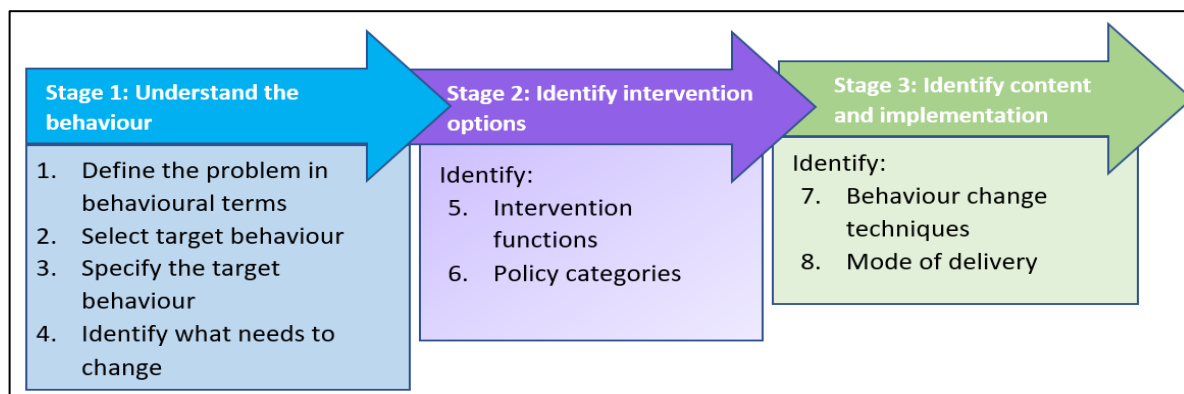 Stage 1: Understand the
behaviour
1. Define the problem in
behavioural terms
2. Select target behaviour
3. Specify the target
behaviour
4. Identify what needs to
change
Stage 2: Identify intervention
options
Identify:
5. Intervention
functions
6. Policy categories
Stage 3: Identify content
and implementation
Identify:
7. Behaviour change
techniques
8. Mode of delivery